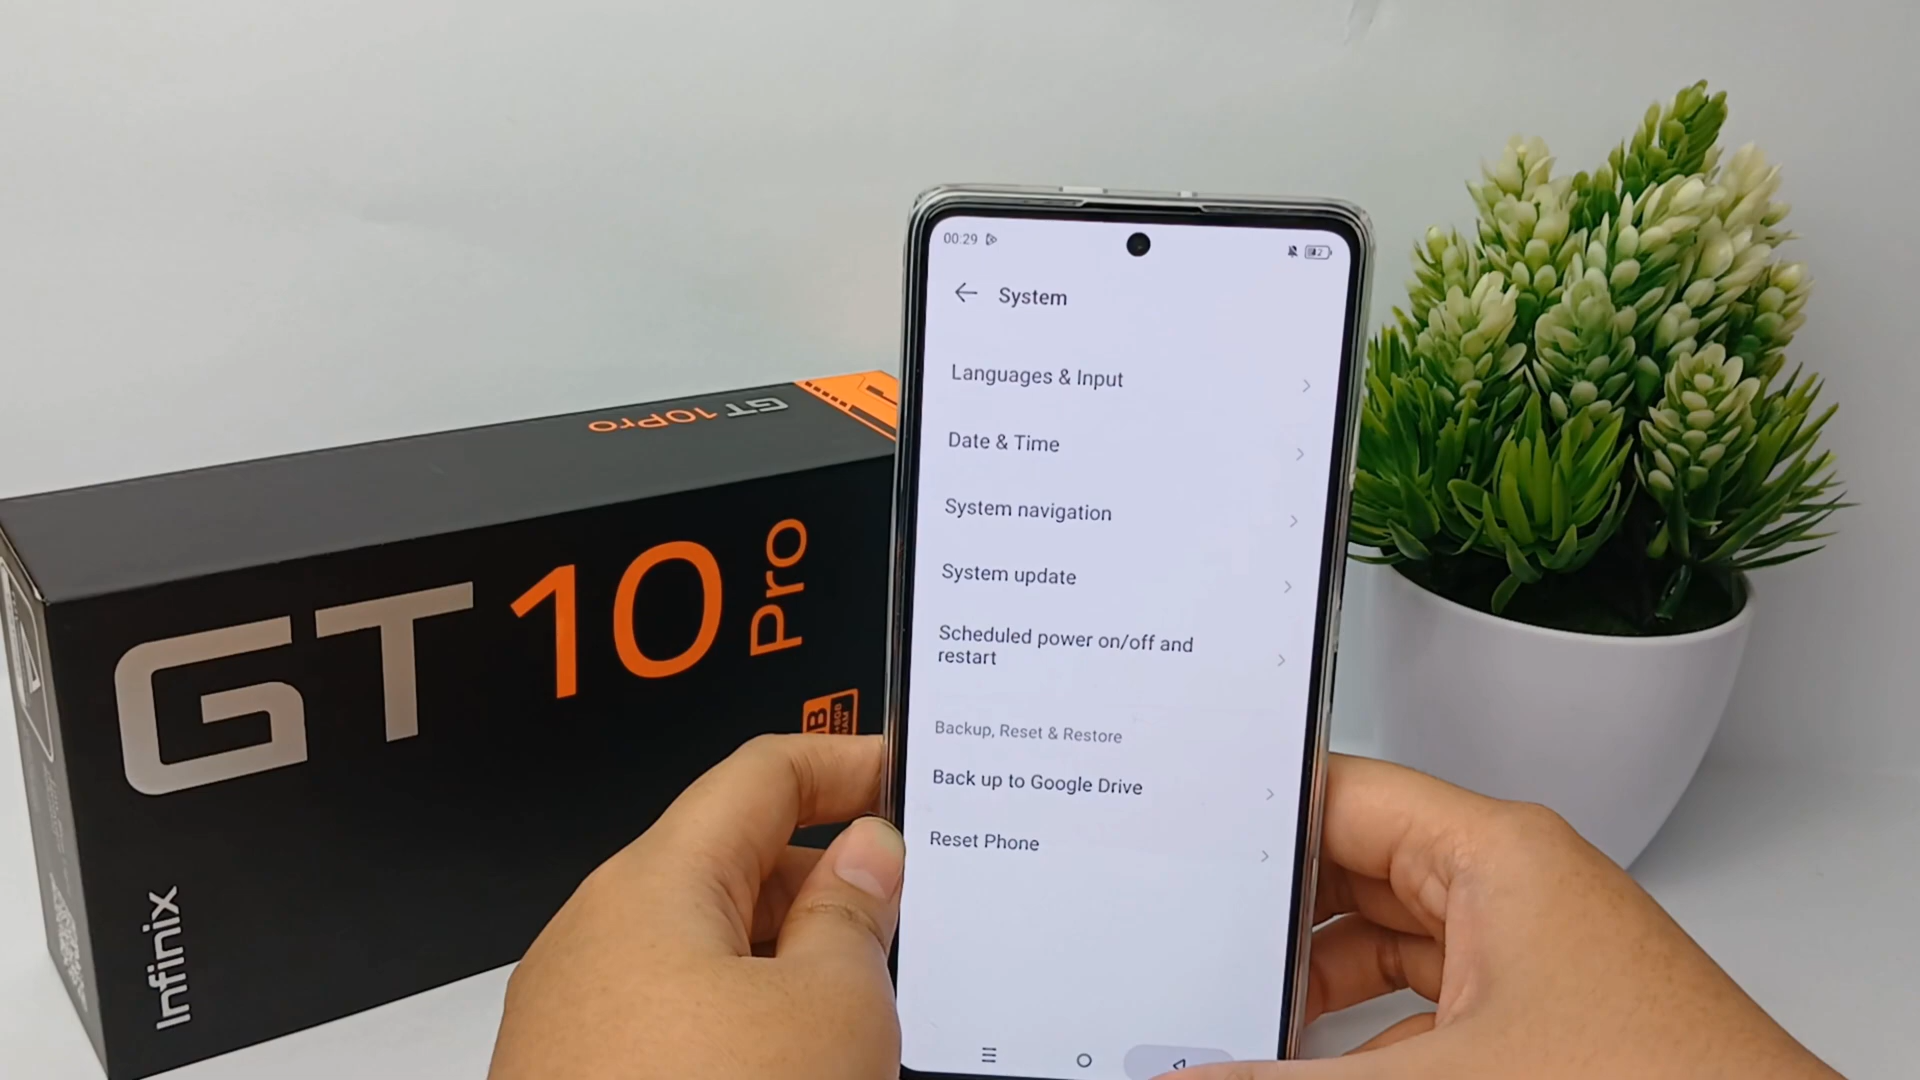 GT 10Pro
GT 10 Pro
Infinix
00:29
System
Languages & Input
Date & Time
System navigation
System update
Scheduled power on/off and
restart
Backup, Reset & Restore
Back up to Google Drive
Reset Phone